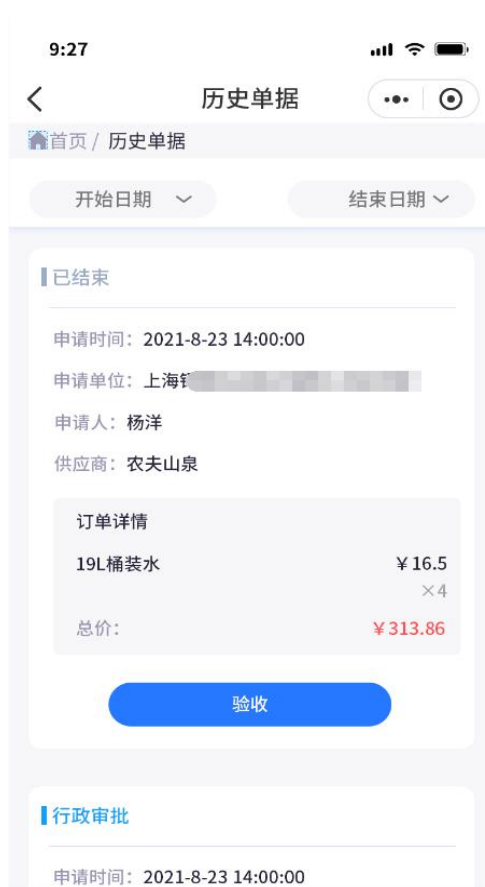 9:27
历史单据
首页 / 历史单据
开始日期 结束日期
已结束
申请时间：2021-8-23 14:00:00
申请单位：上海
申请人：杨洋
供应商：农夫山泉
订单详情
19L桶装水 ￥16.5
×4
总价： ￥313.86
验收
行政审批
申请时间：2021-8-23 14:00:00